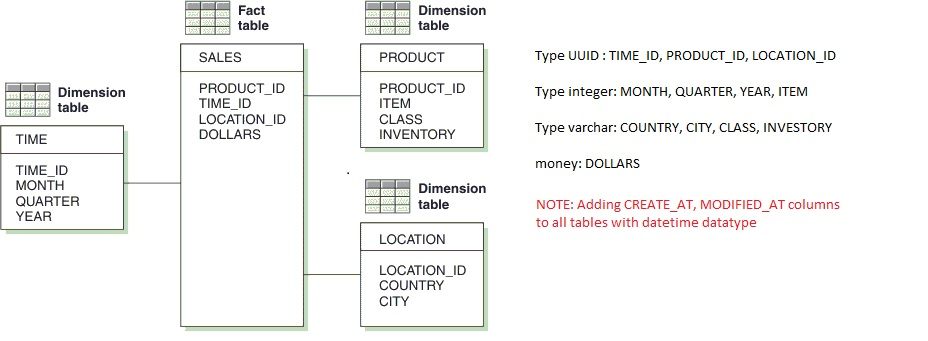 Fact
table
SALES
PRODUCT_ID
TIME_ID
LOCATION_ID
DOLLARS
Dimension
table
PRODUCT
PRODUCT_ID
ITEM
CLASS
INVENTORY
Dimension
table
TIME
TIME_ID
MONTH
QUARTER
YEAR
Dimension
table
LOCATION
LOCATION_ID
COUNTRY
CITY
Type UUID : TIME_ID, PRODUCT_ID, LOCATION_ID
Type integer: MONTH, QUARTER, YEAR, ITEM
Type varchar: COUNTRY, CITY, CLASS, INVESTORY
money: DOLLARS
NOTE: Adding CREATE_AT, MODIFIED_AT columns
to all tables with datetime datatype